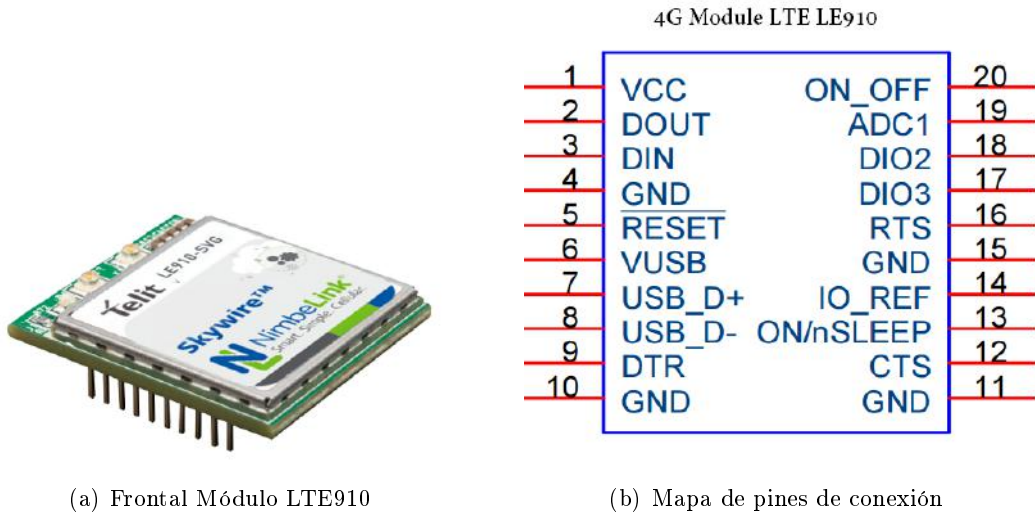 4G Module LTE LE910
Telit LE910-SVG
Skywire™
NimbeLink®
Smart. Simple. Cellular.
1 VCC ON_OFF 20
2 DOUT ADC1 19
3 DIN DIO2 18
4 GND DIO3 17
5 RESET RTS 16
6 VUSB GND 15
7 USB_D+ IO_REF 14
8 USB_D- ON/nSLEEP 13
9 DTR CTS 12
10 GND GND 11
(a) Frontal Módulo LTE910
(b) Mapa de pines de conexión